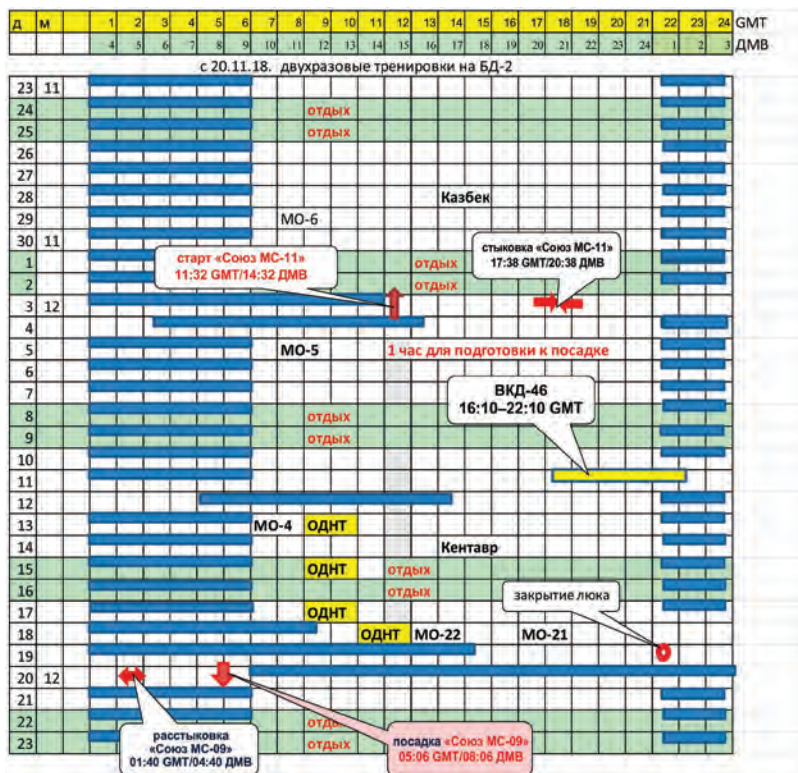 Д М 1 2 3 4 5 6 7 8 9 10 11 12 13 14 15 16 17 18 19 20 21 22 23 24 GMT
4 5 6 7 8 9 10 11 12 13 14 15 16 17 18 19 20 21 22 23 24 1 2 3 ДМВ
с 20.11.18. двухразовые тренировки на БД-2
23 11
24 отдых
25 отдых
26
27
28 Казбек
29 МО-6
30 11
старт «Союз МС-11»
11:32 GMT/14:32 ДМВ
стыковка «Союз МС-11»
17:38 GMT/20:38 ДМВ
1 отдых
2 отдых
3 12
4
5 МО-5 1 час для подготовки к посадке
6
7
ВКД-46
16:10–22:10 GMT
8 отдых
9 отдых
10
11
12
13 МО-4 ОДНТ
14 Кентавр
15 ОДНТ отдых
16 отдых
закрытие люка
17 ОДНТ
18 ОДНТ МО-22 МО-21
19
20 12
21
22 отдых
23 отдых
расстыковка
«Союз МС-09»
01:40 GMT/04:40 ДМВ
посадка «Союз МС-09»
05:06 GMT/08:06 ДМВ